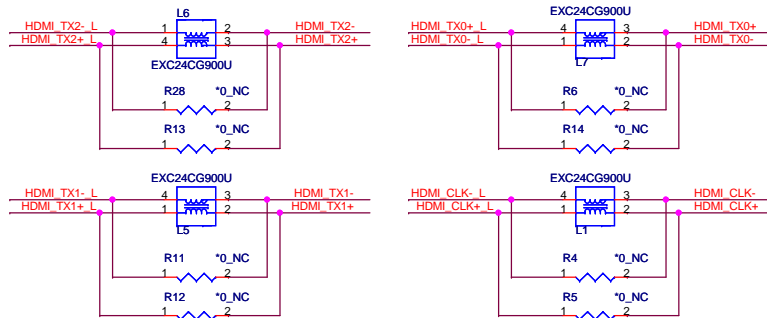 L6
HDMI_TX2-_L 1 2 HDMI_TX2-
HDMI_TX2+_L 4 3 HDMI_TX2+
EXC24CG900U
R28 *0_NC
1 2
R13 *0_NC
1 2
EXC24CG900U
HDMI_TX0+_L 4 3 HDMI_TX0+
HDMI_TX0-_L 1 2 HDMI_TX0-
L7
R6 *0_NC
1 2
R14 *0_NC
1 2
EXC24CG900U
HDMI_TX1-_L 4 3 HDMI_TX1-
HDMI_TX1+_L 1 2 HDMI_TX1+
L5
R11 *0_NC
1 2
R12 *0_NC
1 2
EXC24CG900U
HDMI_CLK-_L 4 3 HDMI_CLK-
HDMI_CLK+_L 1 2 HDMI_CLK+
L1
R4 *0_NC
1 2
R5 *0_NC
1 2